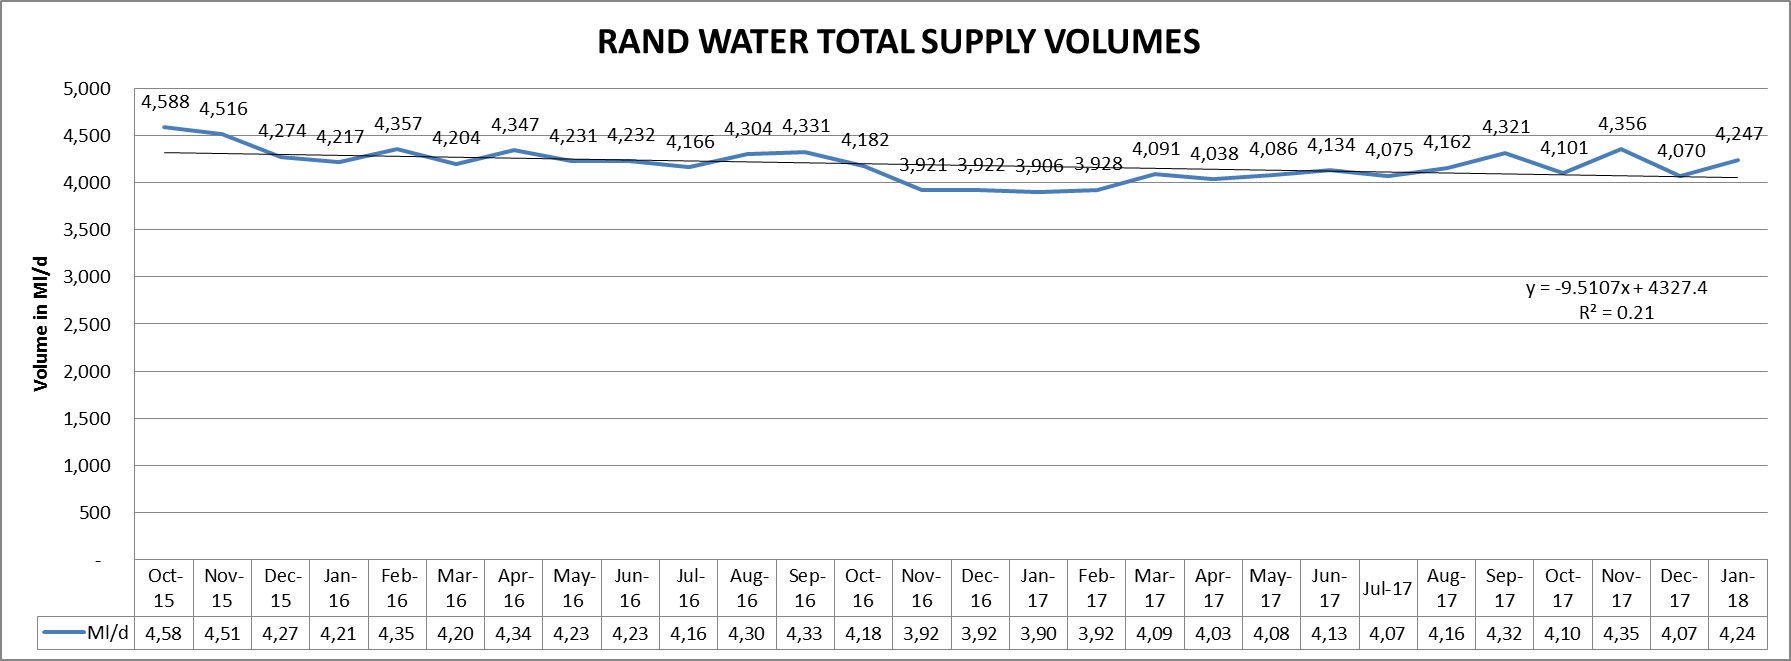 RAND WATER TOTAL SUPPLY VOLUMES
Volume in Ml/d
5,000
4,500
4,000
3,500
3,000
2,500
2,000
1,500
1,000
500
-
4,588 4,516 4,274 4,217 4,357 4,204 4,347 4,231 4,232 4,166 4,304 4,331 4,182 3,921 3,922 3,906 3,928 4,091 4,038 4,086 4,134 4,075 4,162 4,321 4,101 4,356 4,070 4,247
y = -9.5107x + 4327.4
R² = 0.21
Oct- Nov- Dec- Jan- Feb- Mar- Apr- May- Jun- Jul- Aug- Sep- Oct- Nov- Dec- Jan- Feb- Mar- Apr- May- Jun- Jul-17 Aug- Sep- Oct- Nov- Dec- Jan-
15 15 15 16 16 16 16 16 16 16 16 16 16 16 16 17 17 17 17 17 17 17 17 17 17 17 18
Ml/d 4,58 4,51 4,27 4,21 4,35 4,20 4,34 4,23 4,23 4,16 4,30 4,33 4,18 3,92 3,92 3,90 3,92 4,09 4,03 4,08 4,13 4,07 4,16 4,32 4,10 4,35 4,07 4,24